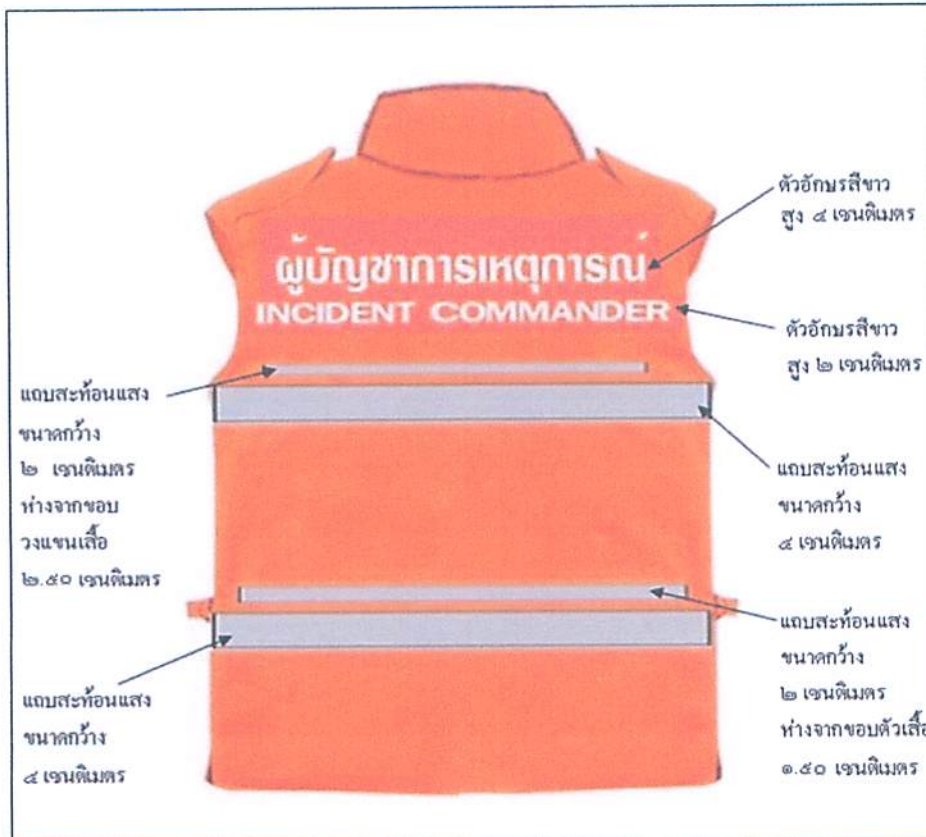 ผู้บัญชาการเหตุการณ์
INCIDENT COMMANDER
ตัวอักษรสีขาว
สูง ๔ เซนติเมตร
ตัวอักษรสีขาว
สูง ๒ เซนติเมตร
แถบสะท้อนแสง
ขนาดกว้าง
๒ เซนติเมตร
ห่างจากขอบ
วงแขนเสื้อ
๒.๕๐ เซนติเมตร
แถบสะท้อนแสง
ขนาดกว้าง
๔ เซนติเมตร
แถบสะท้อนแสง
ขนาดกว้าง
๒ เซนติเมตร
ห่างจากขอบตัวเสื้อ
๑.๕๐ เซนติเมตร
แถบสะท้อนแสง
ขนาดกว้าง
๔ เซนติเมตร